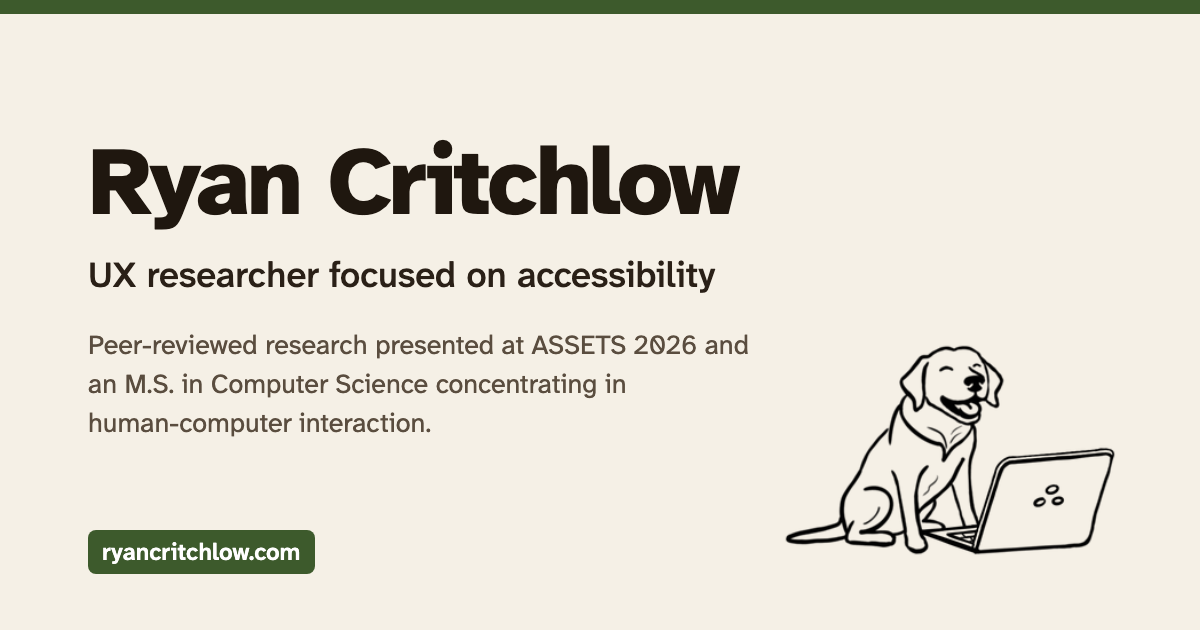 Ryan Critchlow
UX researcher focused on accessibility
Peer-reviewed research presented at ASSETS 2026 and
an M.S. in Computer Science concentrating in
human-computer interaction.
ryancritchlow.com